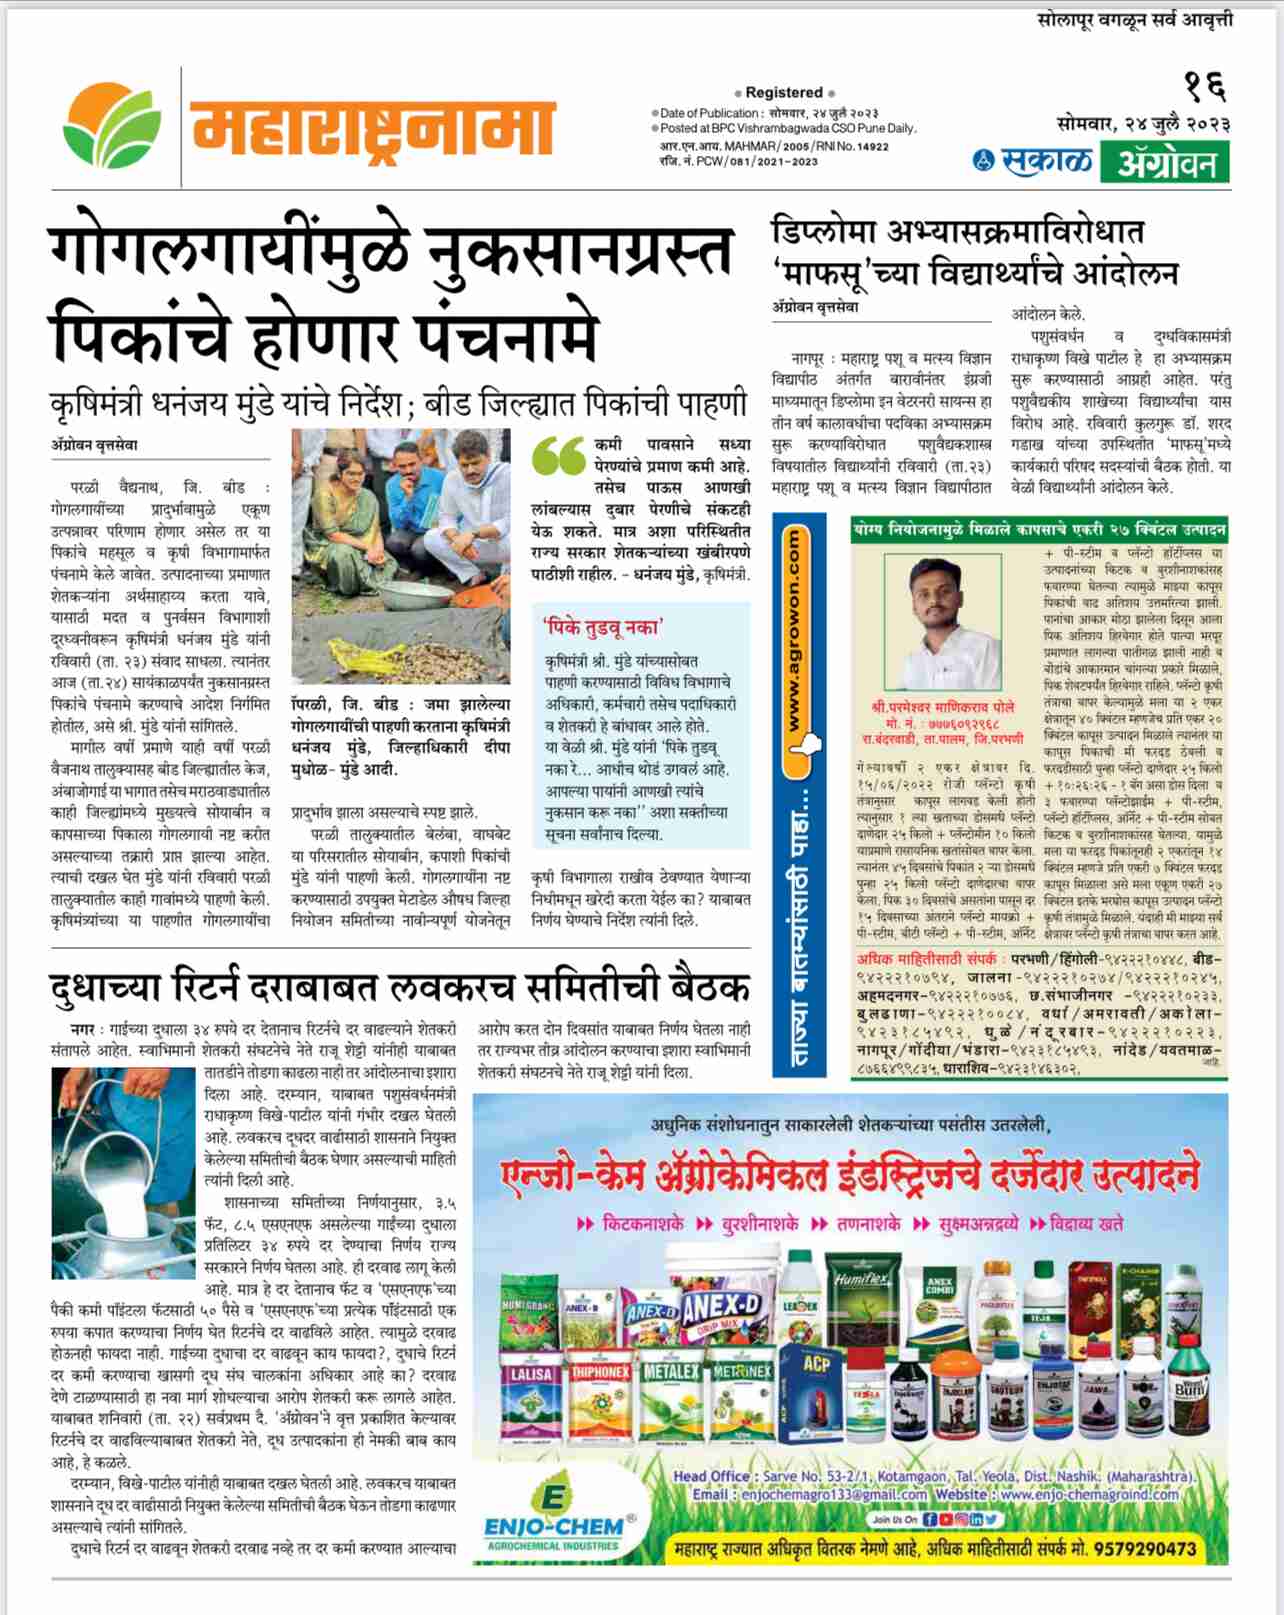 सोलापूर वगळून सर्व आवृत्ती
महाराष्ट्रनामा
Registered
Date of Publication : सोमवार, २४ जुलै २०२३
Posted at BPC Vishrambagwada CSO Pune Daily.
आर.एन.आय. MAHMAR/2005/RNI No. 14922
रजि. नं. PCW/081/2021-2023
१६
सोमवार, २४ जुलै २०२३
सकाळ ॲग्रोवन
गोगलगायींमुळे नुकसानग्रस्त
पिकांचे होणार पंचनामे
कृषिमंत्री धनंजय मुंडे यांचे निर्देश; बीड जिल्ह्यात पिकांची पाहणी
ॲग्रोवन वृत्तसेवा
परळी वैद्यनाथ, जि. बीड :
गोगलगायींच्या प्रादुर्भावामुळे एकूण
उत्पन्नावर परिणाम होणार असेल तर या
पिकांचे महसूल व कृषी विभागामार्फत
पंचनामे केले जावेत. उत्पादनाच्या प्रमाणात
शेतकऱ्यांना अर्थसाहाय्य करता यावे,
यासाठी मदत व पुनर्वसन विभागाशी
दूरध्वनीवरून कृषिमंत्री धनंजय मुंडे यांनी
रविवारी (ता. २३) संवाद साधला. त्यानंतर
आज (ता.२४) सायंकाळपर्यंत नुकसानग्रस्त
पिकांचे पंचनामे करण्याचे आदेश निर्गमित
होतील, असे श्री. मुंडे यांनी सांगितले.
मागील वर्षी प्रमाणे याही वर्षी परळी
वैजनाथ तालुक्यासह बीड जिल्ह्यातील केज,
अंबाजोगाई या भागात तसेच मराठवाड्यातील
काही जिल्ह्यांमध्ये मुख्यत्वे सोयाबीन व
कापसाच्या पिकाला गोगलगायी नष्ट करीत
असल्याच्या तक्रारी प्राप्त झाल्या आहेत.
त्याची दखल घेत मुंडे यांनी रविवारी परळी
तालुक्यातील काही गावांमध्ये पाहणी केली.
कृषिमंत्र्यांच्या या पाहणीत गोगलगायींचा
ॉपरळी, जि. बीड : जमा झालेल्या
गोगलगायींची पाहणी करताना कृषिमंत्री
धनंजय मुंडे, जिल्हाधिकारी दीपा
मुधोळ- मुंडे आदी.
प्रादुर्भाव झाला असल्याचे स्पष्ट झाले.
परळी तालुक्यातील बेलंबा, वाघबेट
या परिसरातील सोयाबीन, कपाशी पिकांची
मुंडे यांनी पाहणी केली. गोगलगायींना नष्ट
करण्यासाठी उपयुक्त मेटाडेल औषध जिल्हा
नियोजन समितीच्या नावीन्यपूर्ण योजनेतून
कमी पावसाने सध्या
पेरण्यांचे प्रमाण कमी आहे.
तसेच पाऊस आणखी
लांबल्यास दुबार पेरणीचे संकटही
येऊ शकते. मात्र अशा परिस्थितीत
राज्य सरकार शेतकऱ्यांच्या खंबीरपणे
पाठीशी राहील. - धनंजय मुंडे, कृषिमंत्री.
'पिके तुडवू नका'
कृषिमंत्री श्री. मुंडे यांच्यासोबत
पाहणी करण्यासाठी विविध विभागाचे
अधिकारी, कर्मचारी तसेच पदाधिकारी
व शेतकरी हे बांधावर आले होते.
या वेळी श्री. मुंडे यांनी ''पिके तुडवू
नका रे... आधीच थोडं उगवलं आहे.
आपल्या पायांनी आणखी त्यांचे
नुकसान करू नका'' अशा सक्तीच्या
सूचना सर्वांनाच दिल्या.
कृषी विभागाला राखीव ठेवण्यात येणाऱ्या
निधीमधून खरेदी करता येईल का? याबाबत
निर्णय घेण्याचे निर्देश त्यांनी दिले.
डिप्लोमा अभ्यासक्रमाविरोधात
'माफसू'च्या विद्यार्थ्यांचे आंदोलन
ॲग्रोवन वृत्तसेवा
नागपूर : महाराष्ट्र पशू व मत्स्य विज्ञान
विद्यापीठ अंतर्गत बारावीनंतर इंग्रजी
माध्यमातून डिप्लोमा इन वेटरनरी सायन्स हा
तीन वर्ष कालावधीचा पदविका अभ्यासक्रम
सुरू करण्याविरोधात पशुवैद्यकशास्त्र
विषयातील विद्यार्थ्यांनी रविवारी (ता.२३)
महाराष्ट्र पशू व मत्स्य विज्ञान विद्यापीठात
आंदोलन केले.
पशुसंवर्धन व दुग्धविकासमंत्री
राधाकृष्ण विखे पाटील हे हा अभ्यासक्रम
सुरू करण्यासाठी आग्रही आहेत. परंतु
पशुवैद्यकीय शाखेच्या विद्यार्थ्यांचा यास
विरोध आहे. रविवारी कुलगुरू डॉ. शरद
गडाख यांच्या उपस्थितीत 'माफसू'मध्ये
कार्यकारी परिषद सदस्यांची बैठक होती. या
वेळी विद्यार्थ्यांनी आंदोलन केले.
ताज्या बातम्यांसाठी पाहा... www.agrowon.com
योग्य नियोजनामुळे मिळाले कापसाचे एकरी २७ क्विंटल उत्पादन
श्री.परमेश्वर माणिकराव पोले
मो. नं. : ७७७६०९२९६८
रा.बंदरवाडी, ता.पालम, जि.परभणी
गेल्यावर्षी २ एकर क्षेत्रावर दि.
१५/०६/२०२२ रोजी प्लॅन्टो कृषी
तंत्रानुसार कापूस लागवड केली होती
त्यानुसार १ ल्या खताच्या डोसमधे प्लॅन्टो
दाणेदार २५ किलो + प्लॅन्टोमीन १० किलो
याप्रमाणे रासायनिक खतांसोबत वापर केला.
त्यानंतर ४५ दिवसांचे पिकांत २ ऱ्या डोसमधे
पुन्हा २५ किलो प्लॅन्टो दाणेदारचा वापर
केला. पिक ३० दिवसांचे असतांना पासून दर
१५ दिवसाच्या अंतराने प्लॅन्टो मायक्रो +
पी-स्टीम, बीटी प्लॅन्टो + पी-स्टीम, ऑर्नेट
+ पी-स्टीम व प्लॅन्टो हॉर्टीप्लस या
उत्पादनांच्या किटक व बुरशीनाशकांसह
फवारण्या घेतल्या त्यामुळे माझ्या कापूस
पिकांची वाढ अतिशय उत्तमरित्या झाली.
पानांचा आकार मोठा झालेला दिसून आला
पिक अतिशय हिरवेगार होते पात्या भरपूर
प्रमाणात लागल्या पातीगळ झाली नाही व
बोंडांचे आकारमान चांगल्या प्रकारे मिळाले,
पिक शेवटपर्यंत हिरवेगार राहिले. प्लॅन्टो कृषी
तंत्राचा वापर केल्यामुळे मला या २ एकर
क्षेत्रातून ४० क्विंटल म्हणजेच प्रति एकर २०
क्विंटल कापूस उत्पादन मिळाले त्यानंतर या
कापूस पिकाची मी फरदड ठेवली व
फरदडीसाठी पुन्हा प्लॅन्टो दाणेदार २५ किलो
+ १०:२६:२६ - १ बॅग असा डोस दिला व
३ फवारण्या प्लॅन्टोझाईम + पी-स्टीम,
प्लॅन्टो हॉर्टीप्लस, ऑर्नेट + पी-स्टीम सोबत
किटक व बुरशीनाशकांसह घेतल्या. यामुळे
मला या फरदड पिकांतूनही २ एकरांतून १४
क्विंटल म्हणजे प्रति एकरी ७ क्विंटल फरदड
कापूस मिळाला असे मला एकूण एकरी २७
क्विंटल इतके भरघोस कापूस उत्पादन प्लॅन्टो
कृषी तंत्रामुळे मिळाले. यंदाही मी माझ्या सर्व
क्षेत्रावर प्लॅन्टो कृषी तंत्राचा वापर करत आहे.
अधिक माहितीसाठी संपर्क : परभणी/हिंगोली-९४२२२१०४४८, बीड-
९४२२२१०७९४, जालना -९४२२२१०२७४/९४२२२१०२४५,
अहमदनगर-९४२२२१०७७६, छ.संभाजीनगर -९४२२२१०२३३,
बुलढाणा-९४२२२१००८४, वर्धा/अमरावती/अकोला-
९४२३१८५४९२, धुळे/नंदूरबार-९४२२२१०२२३,
नागपूर/गोंदीया/भंडारा-९४२३१८५४९३, नांदेड/यवतमाळ-
८७६६४९९८३५, धाराशिव-९४२३१४६३०२,
जाहि.
दुधाच्या रिटर्न दराबाबत लवकरच समितीची बैठक
नगर : गाईच्या दुधाला ३४ रुपये दर देतानाच रिटर्नचे दर वाढल्याने शेतकरी
संतापले आहेत. स्वाभिमानी शेतकरी संघटनेचे नेते राजू शेट्टी यांनीही याबाबत
तातडीने तोडगा काढला नाही तर आंदोलनाचा इशारा
दिला आहे. दरम्यान, याबाबत पशुसंवर्धनमंत्री
राधाकृष्ण विखे-पाटील यांनी गंभीर दखल घेतली
आहे. लवकरच दूधदर वाढीसाठी शासनाने नियुक्त
केलेल्या समितीची बैठक घेणार असल्याची माहिती
त्यांनी दिली आहे.
शासनाच्या समितीच्या निर्णयानुसार, ३.५
फॅट, ८.५ एसएनएफ असलेल्या गाईच्या दुधाला
प्रतिलिटर ३४ रुपये दर देण्याचा निर्णय राज्य
सरकारने निर्णय घेतला आहे. ही दरवाढ लागू केली
आहे. मात्र हे दर देतानाच फॅट व 'एसएनएफ'च्या
पैकी कमी पॉइंटला फॅटसाठी ५० पैसे व 'एसएनएफ'च्या प्रत्येक पॉइंटसाठी एक
रुपया कपात करण्याचा निर्णय घेत रिटर्नचे दर वाढविले आहेत. त्यामुळे दरवाढ
होऊनही फायदा नाही. गाईच्या दुधाचा दर वाढवून काय फायदा?, दुधाचे रिटर्न
दर कमी करण्याचा खासगी दूध संघ चालकांना अधिकार आहे का? दरवाढ
देणे टाळण्यासाठी हा नवा मार्ग शोधल्याचा आरोप शेतकरी करू लागले आहेत.
याबाबत शनिवारी (ता. २२) सर्वप्रथम दै. 'ॲग्रोवन'ने वृत्त प्रकाशित केल्यावर
रिटर्नचे दर वाढविल्याबाबत शेतकरी नेते, दूध उत्पादकांना ही नेमकी बाब काय
आहे, हे कळले.
दरम्यान, विखे-पाटील यांनीही याबाबत दखल घेतली आहे. लवकरच याबाबत
शासनाने दूध दर वाढीसाठी नियुक्त केलेल्या समितीची बैठक घेऊन तोडगा काढणार
असल्याचे त्यांनी सांगितले.
दुधाचे रिटर्न दर वाढवून शेतकरी दरवाढ नव्हे तर दर कमी करण्यात आल्याचा
आरोप करत दोन दिवसांत याबाबत निर्णय घेतला नाही
तर राज्यभर तीव्र आंदोलन करण्याचा इशारा स्वाभिमानी
शेतकरी संघटनचे नेते राजू शेट्टी यांनी दिला.
आधुनिक संशोधनातुन साकारलेली शेतकऱ्यांच्या पसंतीस उतरलेली,
एन्जो-केम ॲग्रोकेमिकल इंडस्ट्रिजचे दर्जेदार उत्पादने
किटकनाशके बुरशीनाशके तणनाशके सुक्ष्मअन्नद्रव्ये विद्राव्य खते
ANEX-D ANEX-D ANEX-D DRIP MIX LEADEX Humiflex ANEX COMBI
LALISA THIPHONEX METALEX ACP JAWA Burn
ENJO-CHEM
AGROCHEMICAL INDUSTRIES
Head Office : Sarve No. 53-2/1, Kotamgaon, Tal. Yeola, Dist. Nashik. (Maharashtra).
Email : enjochemagro133@gmail.com Website : www.enjo-chemagroind.com
Join Us On
महाराष्ट्र राज्यात अधिकृत वितरक नेमणे आहे, अधिक माहितीसाठी संपर्क मो. 9579290473